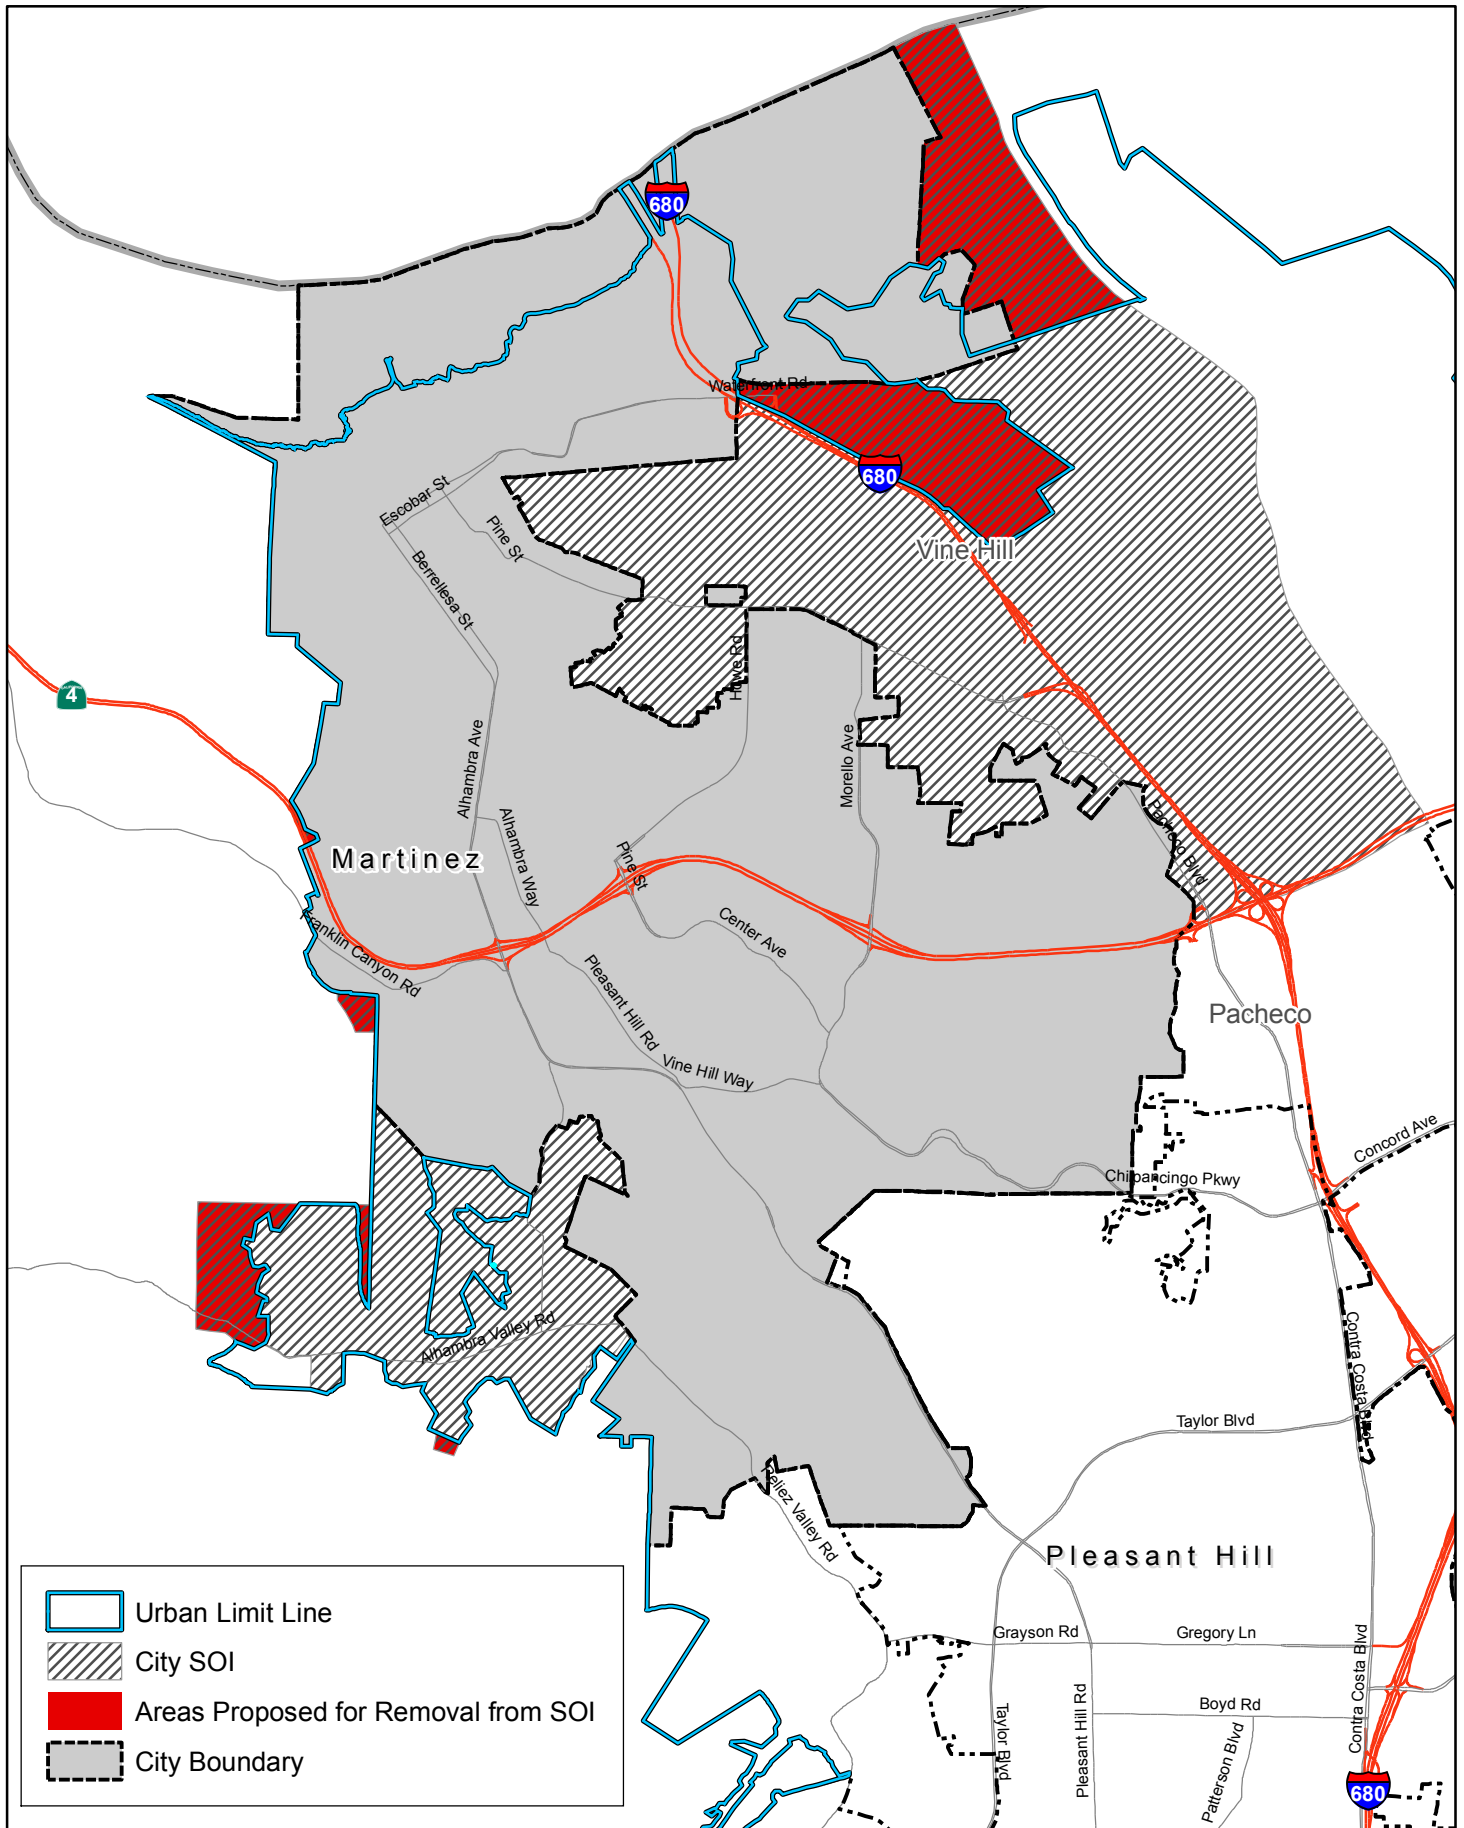 680
Waterfront Rd
680
Escobar St
Pine St
Vine Hill
Berrellesa St
Howe Rd
4
Alhambra Ave
Morello Ave
Alhambra Way
Pacheco Blvd
Martinez
Pine St
Franklin Canyon Rd
Center Ave
Pleasant Hill Rd
Pacheco
Vine Hill Way
Concord Ave
Chilpancingo Pkwy
Alhambra Valley Rd
Contra Costa Blvd
Taylor Blvd
Reliez Valley Rd
Pleasant Hill
Urban Limit Line
Grayson Rd
Gregory Ln
City SOI
Contra Costa Blvd
Areas Proposed for Removal from SOI
Taylor Blvd
Pleasant Hill Rd
Boyd Rd
City Boundary
Patterson Blvd
680